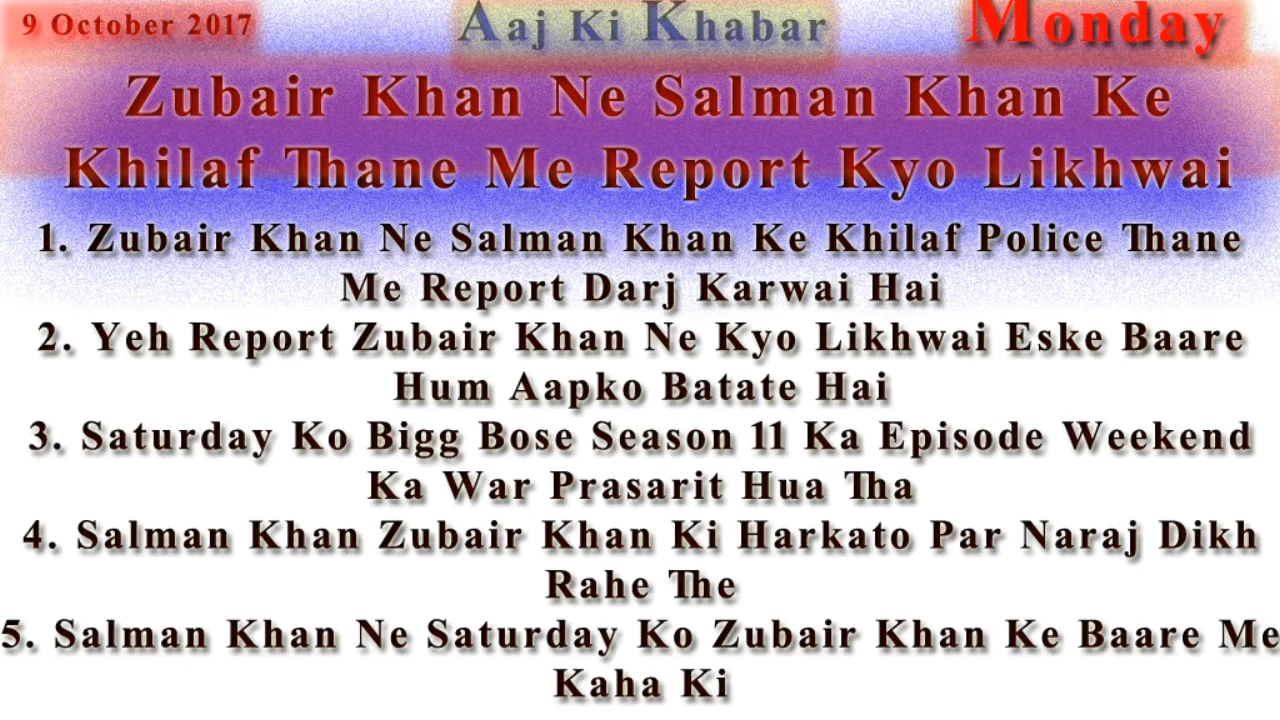 9 October 2017 Aaj Ki Khabar Monday
Zubair Khan Ne Salman Khan Ke
Khilaf Thane Me Report Kyo Likhwai
1. Zubair Khan Ne Salman Khan Ke Khilaf Police Thane
Me Report Darj Karwai Hai
2. Yeh Report Zubair Khan Ne Kyo Likhwai Eske Baare
Hum Aapko Batate Hai
3. Saturday Ko Bigg Bose Season 11 Ka Episode Weekend
Ka War Prasarit Hua Tha
4. Salman Khan Zubair Khan Ki Harkato Par Naraj Dikh
Rahe The
5. Salman Khan Ne Saturday Ko Zubair Khan Ke Baare Me
Kaha Ki